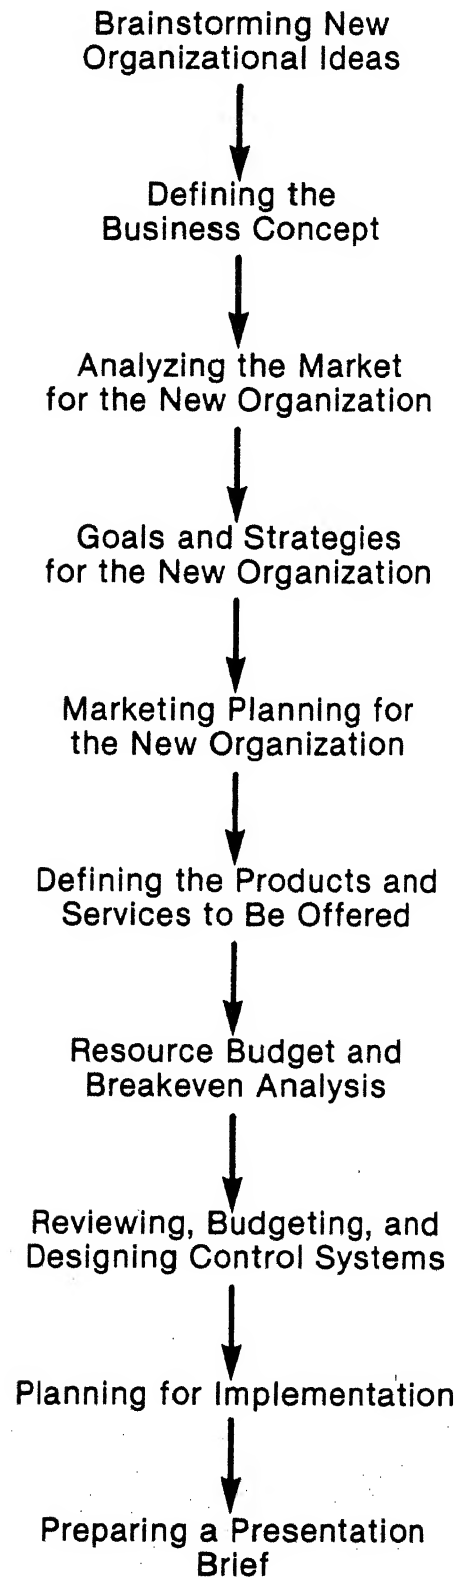 Brainstorming New
Organizational Ideas
Defining the
Business Concept
Analyzing the Market
for the New Organization
Goals and Strategies
for the New Organization
Marketing Planning for
the New Organization
Defining the Products and
Services to Be Offered
Resource Budget and
Breakeven Analysis
Reviewing, Budgeting, and
Designing Control Systems
Planning for Implementation
Preparing a Presentation
Brief